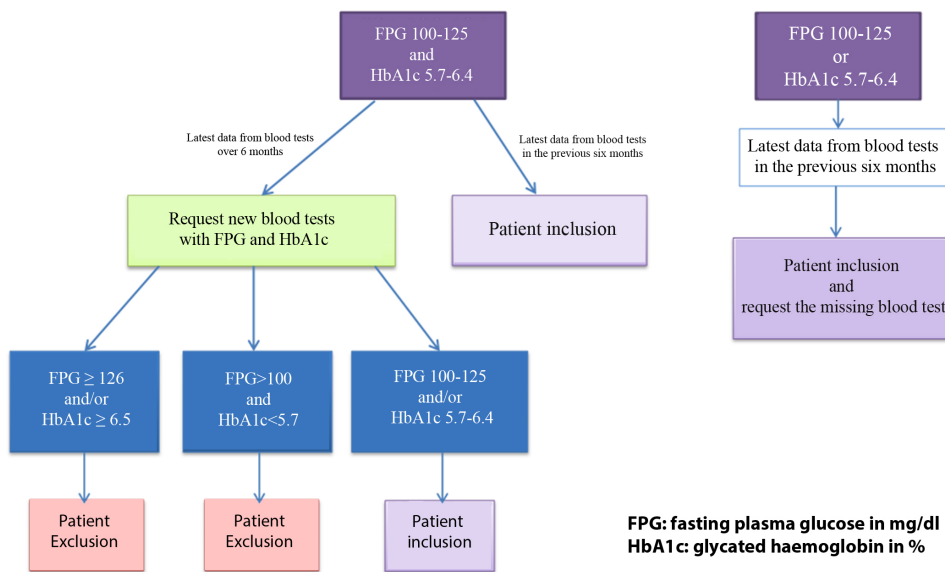 FPG 100-125
and
HbA1c 5.7-6.4
Latest data from blood tests
over 6 months
Latest data from blood tests
in the previous six months
Request new blood tests
with FPG and HbA1c
Patient inclusion
FPG ≥ 126
and/or
HbA1c ≥ 6.5
FPG>100
and
HbA1c<5.7
FPG 100-125
and/or
HbA1c 5.7-6.4
Patient
Exclusion
Patient
Exclusion
Patient
inclusion
FPG 100-125
or
HbA1c 5.7-6.4
Latest data from blood tests
in the previous six months
Patient inclusion
and
request the missing blood test
FPG: fasting plasma glucose in mg/dl
HbA1c: glycated haemoglobin in %